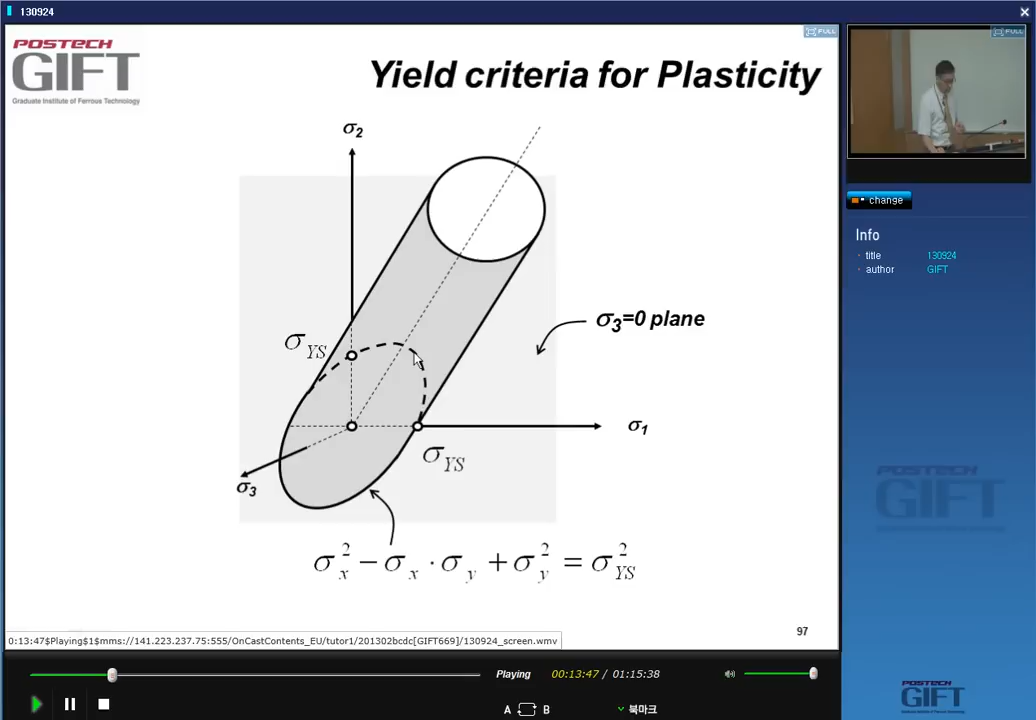 130924
FULL
POSTECH
GIFT
Graduate Institute of Ferrous Technology
Yield criteria for Plasticity
σ2
σYS
σ3=0 plane
σ1
σYS
σ3
σx² − σx · σy + σy² = σYS²
97
0:13:47$Playing$1$mms://141.223.237.75:555/OnCastContents_EU/tutor1/201302bcdc[GIFT669]/130924_screen.wmv
Playing
00:13:47 / 01:15:38
A B
북마크
FULL
change
Info
title 130924
author GIFT
POSTECH
GIFT
POSTECH
GIFT